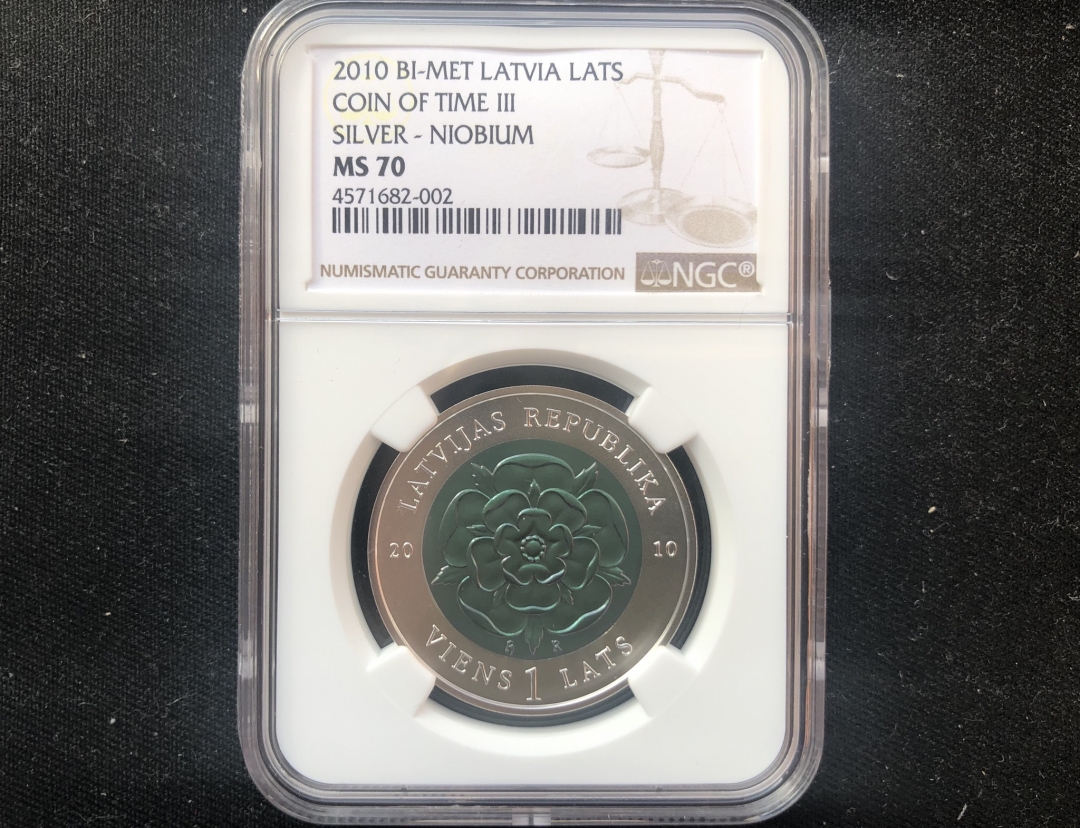 2010 BI-MET LATVIA LATS
COIN OF TIME III
SILVER - NIOBIUM
MS 70
4571682-002
NUMISMATIC GUARANTY CORPORATION
NGC®
LATVIJAS REPUBLIKA
20 10
VIENS 1 LATS